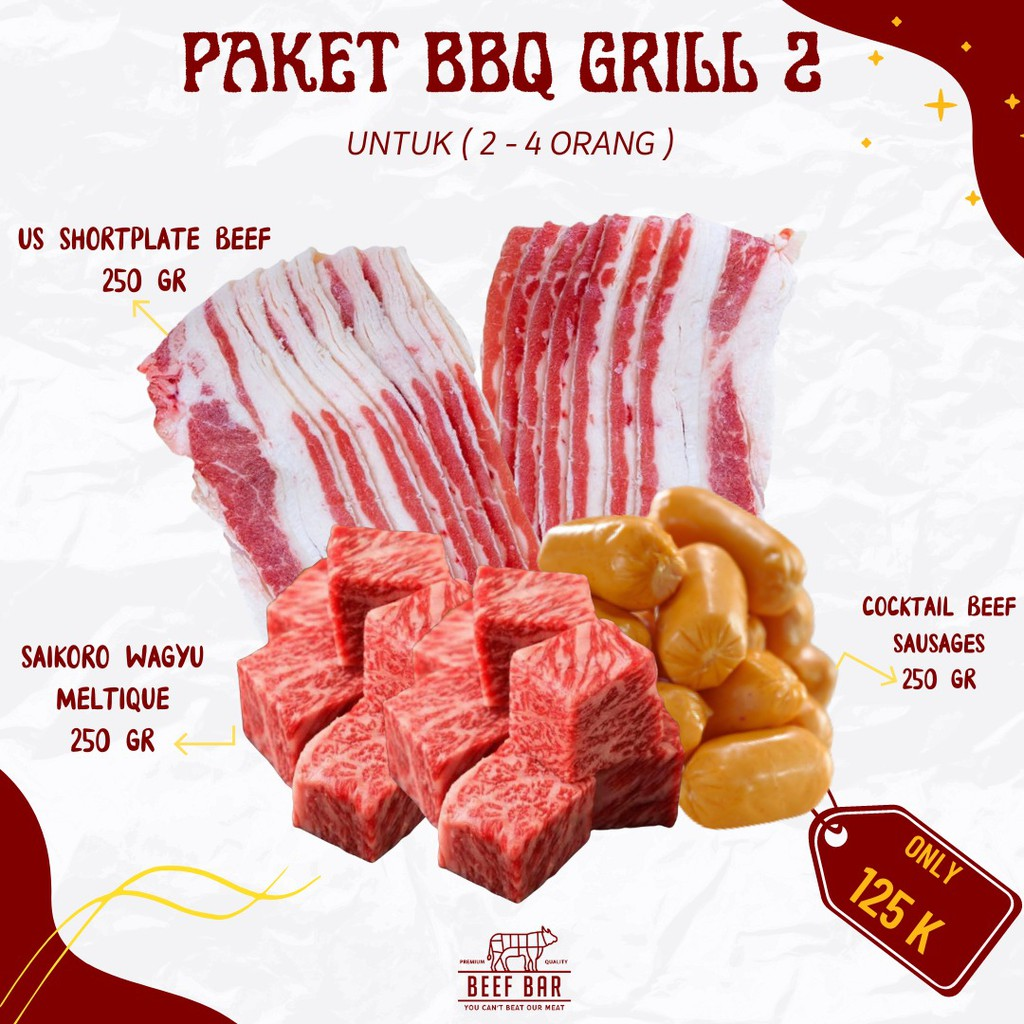 PAKET BBQ GRILL 2
UNTUK ( 2 - 4 ORANG )
US SHORTPLATE BEEF
250 GR
COCKTAIL BEEF
SAUSAGES
250 GR
SAIKORO WAGYU
MELTIQUE
250 GR
ONLY
125 K
PREMIUM QUALITY
BEEF BAR
YOU CAN'T BEAT OUR MEAT